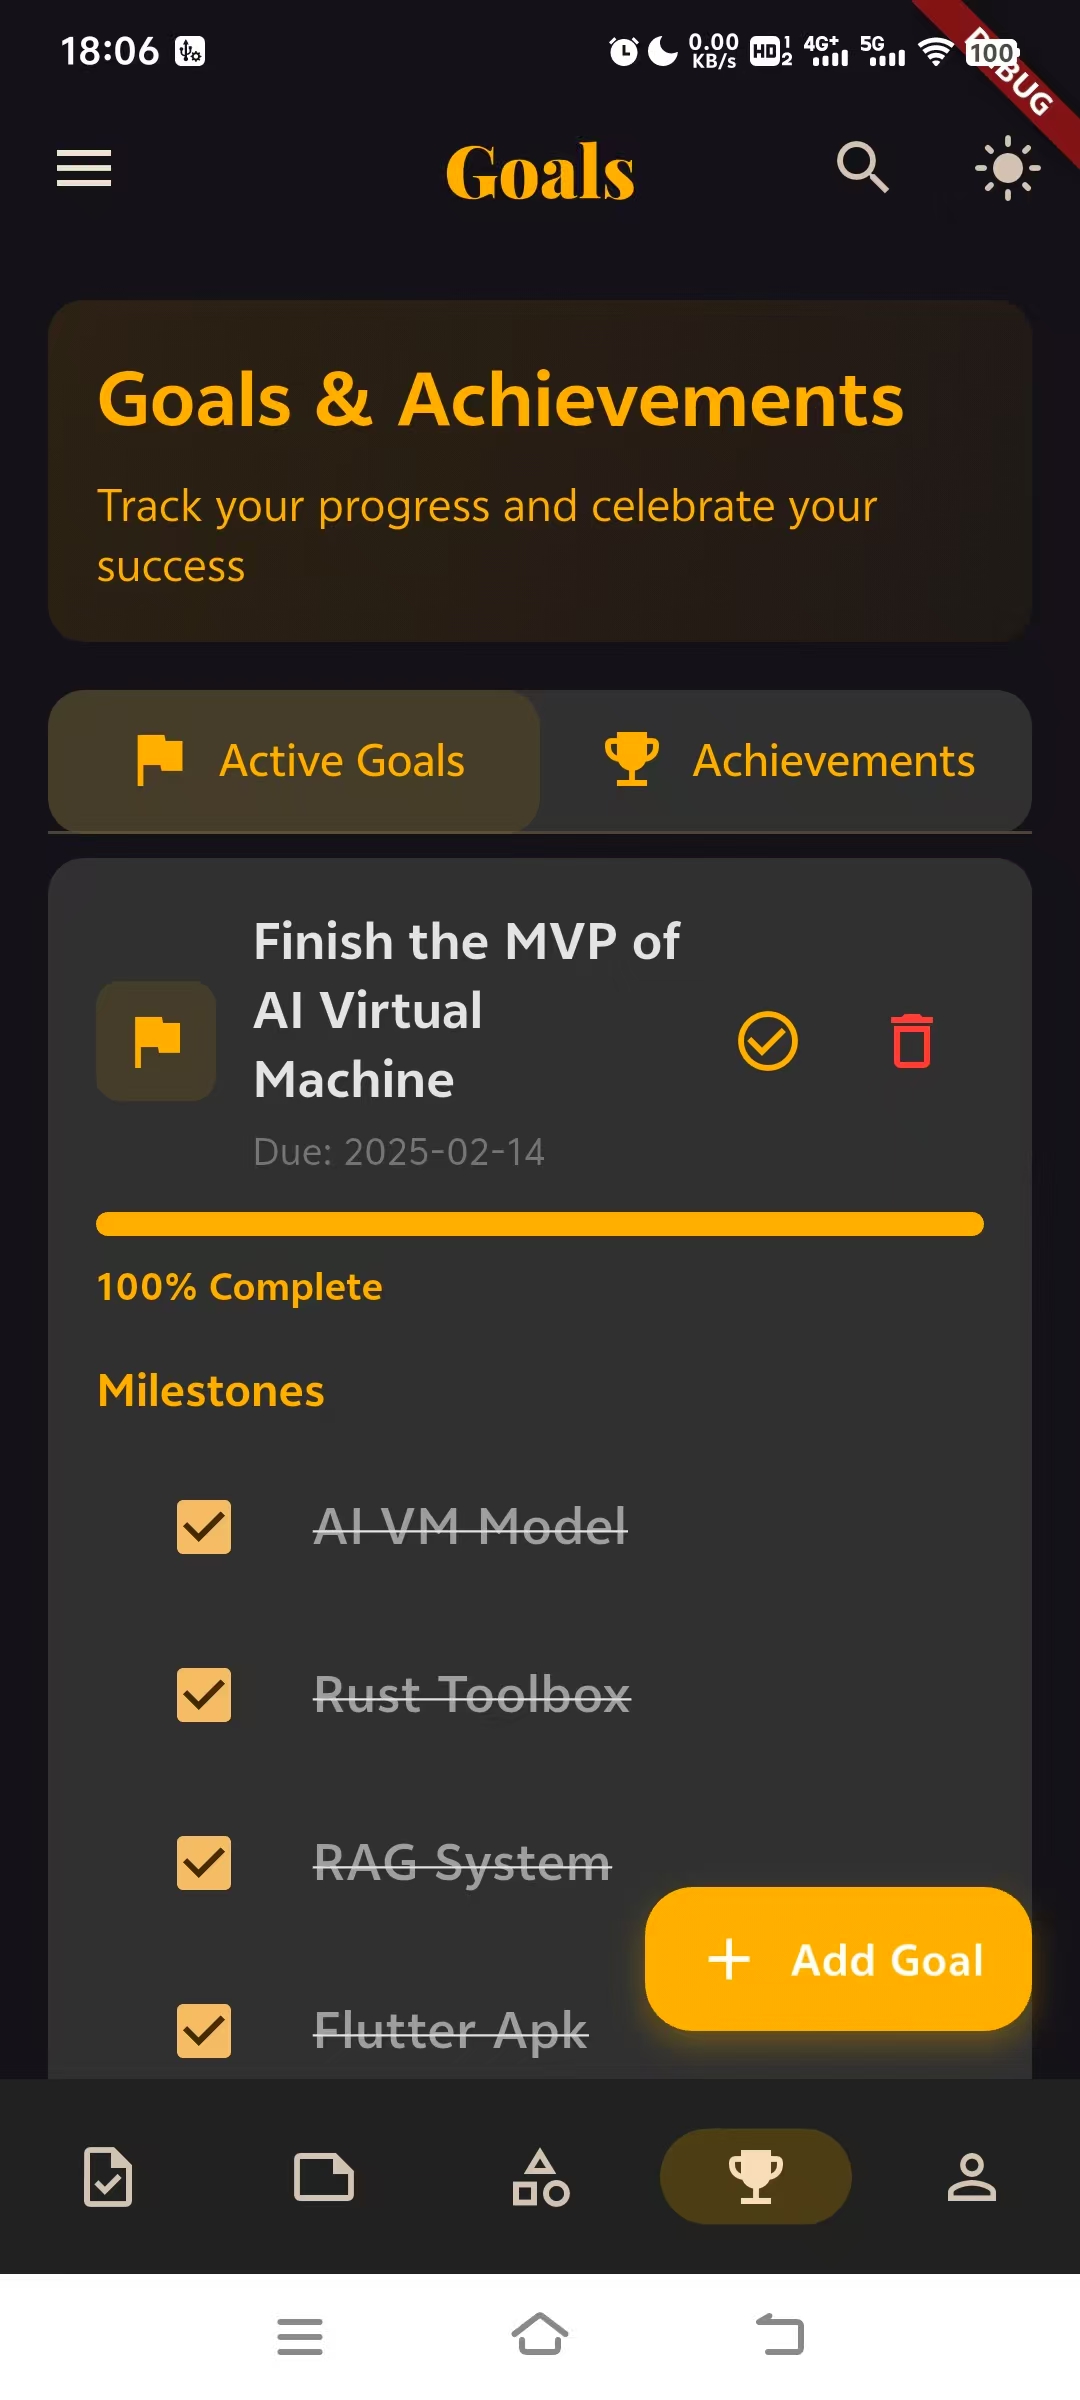 18:06
0.00 KB/s HD 1 2 4G+ 5G 100
DEBUG
Goals
Goals & Achievements
Track your progress and celebrate your
success
Active Goals
Achievements
Finish the MVP of
AI Virtual
Machine
Due: 2025-02-14
100% Complete
Milestones
AI VM Model
Rust Toolbox
RAG System
Flutter Apk
Add Goal